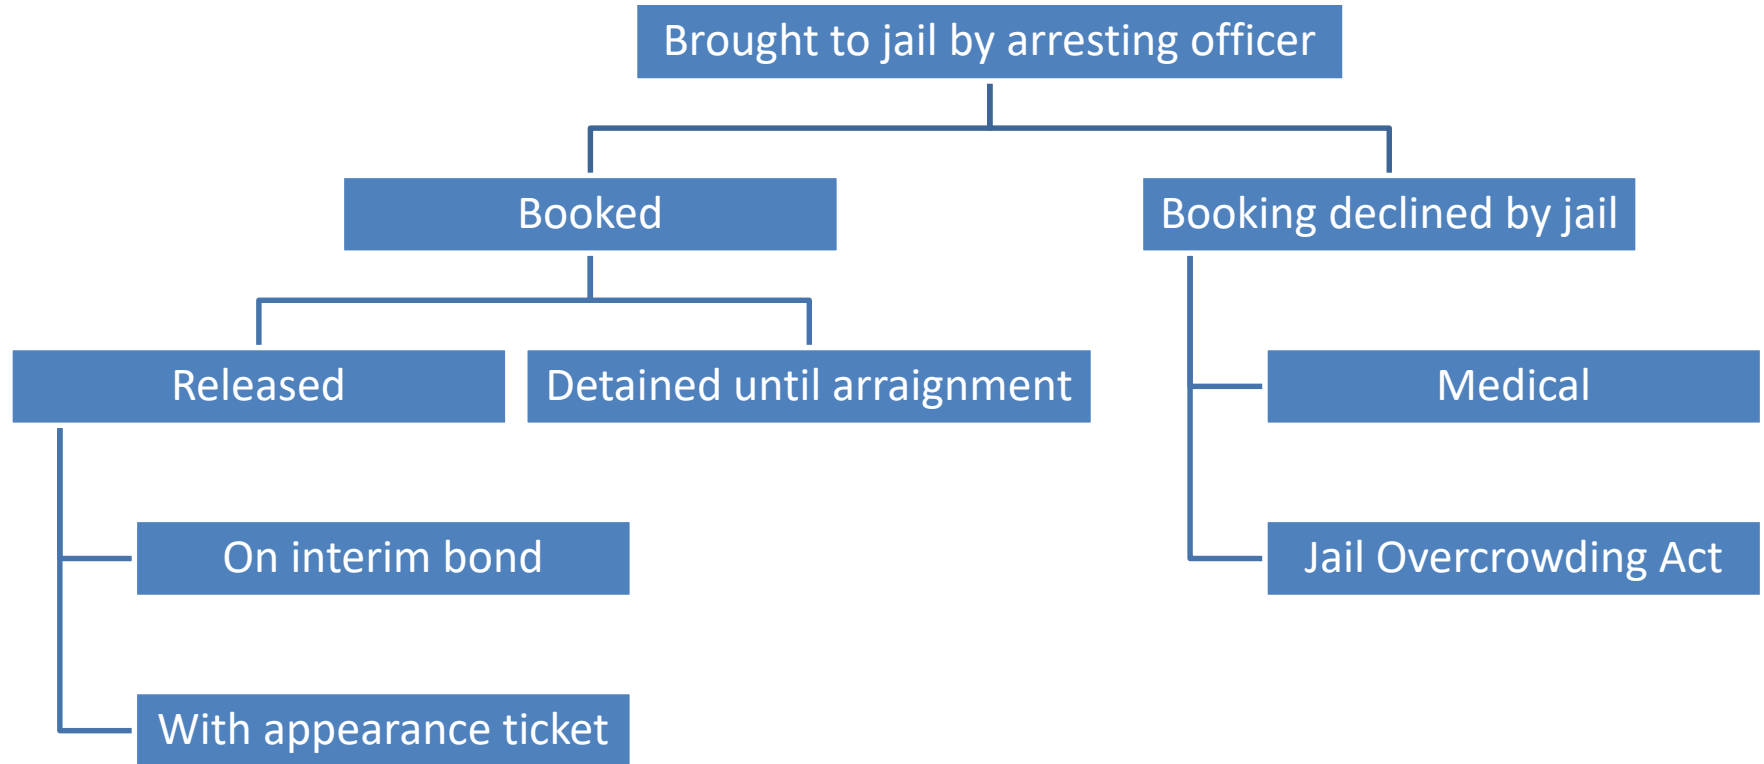 Brought to jail by arresting officer
Booked
Booking declined by jail
Released
Detained until arraignment
Medical
On interim bond
Jail Overcrowding Act
With appearance ticket